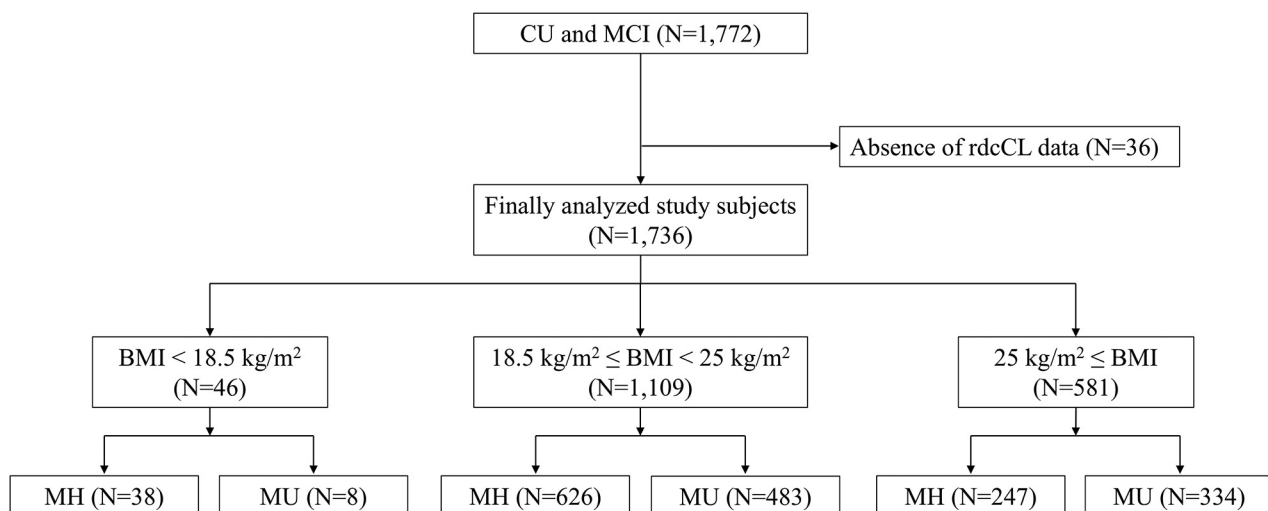 CU and MCI (N=1,772)
Absence of rdcCL data (N=36)
Finally analyzed study subjects
(N=1,736)
BMI < 18.5 kg/m²
(N=46)
18.5 kg/m² ≤ BMI < 25 kg/m²
(N=1,109)
25 kg/m² ≤ BMI
(N=581)
MH (N=38)
MU (N=8)
MH (N=626)
MU (N=483)
MH (N=247)
MU (N=334)